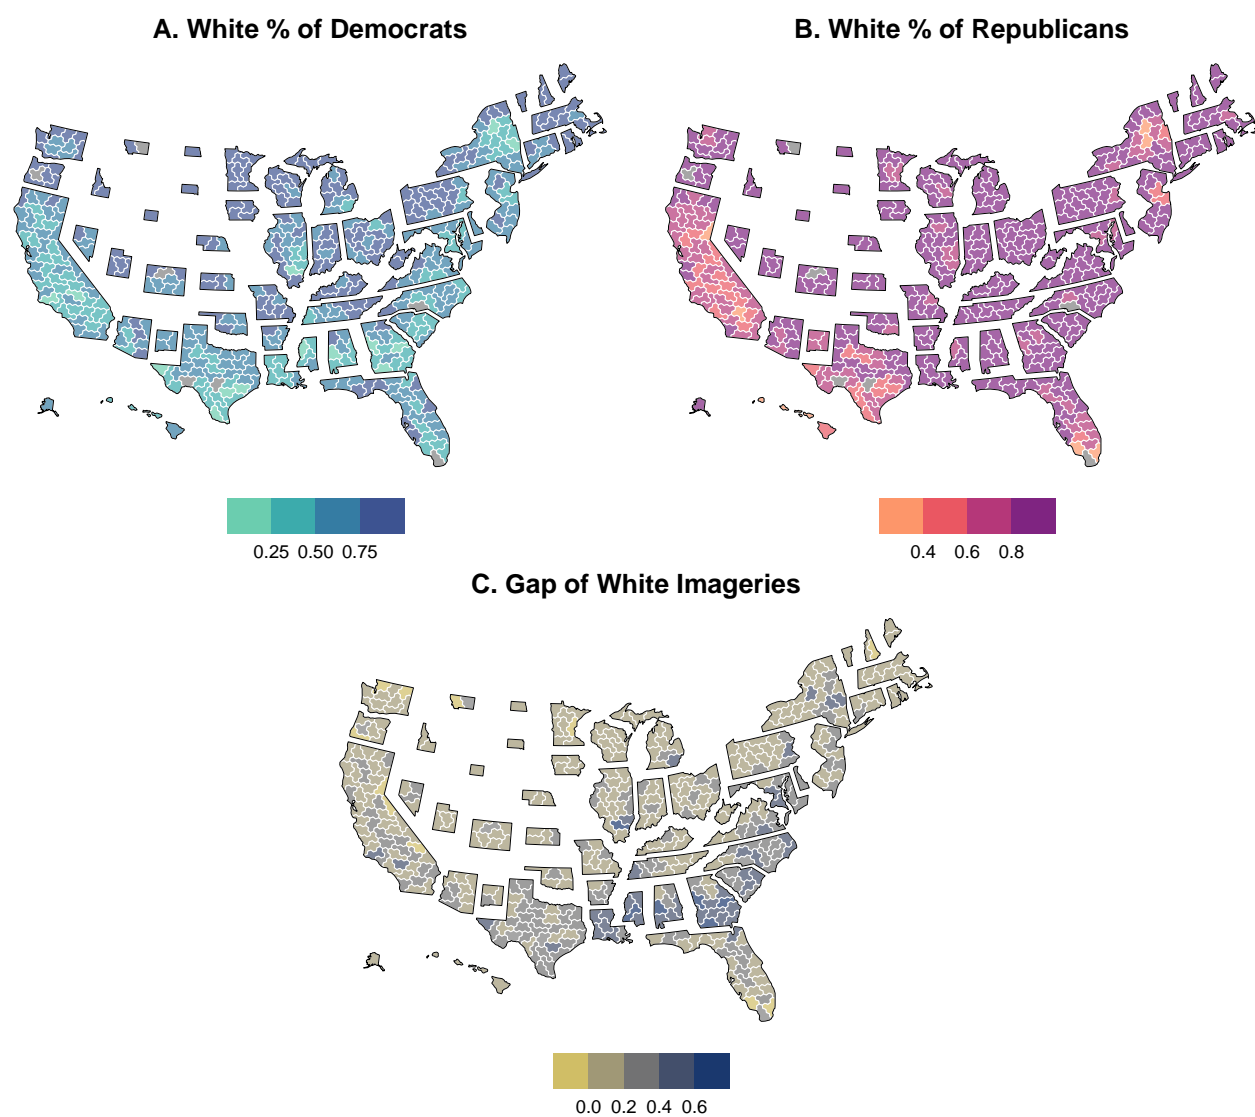 A. White % of Democrats
B. White % of Republicans
0.25 0.50 0.75
0.4 0.6 0.8
C. Gap of White Imageries
0.0 0.2 0.4 0.6